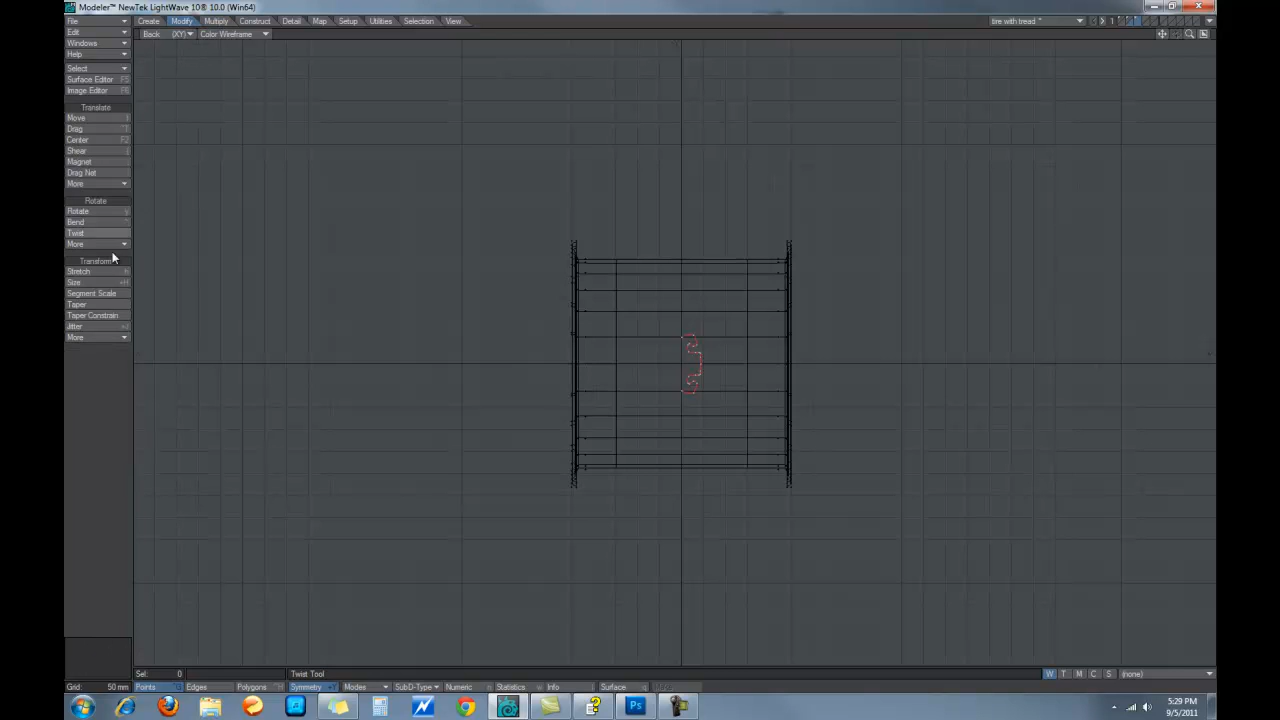 Modeler™ NewTek LightWave 10® 10.0 (Win64)
File Create Modify Multiply Construct Detail Map Setup Utilities Selection View tire with tread *
Edit Back (XY) Color Wireframe
Windows
Help
Select
Surface Editor F5
Image Editor F6
Translate
Move
Drag
Center F2
Shear
Magnet
Drag Net
More
Rotate
Rotate y
Bend
Twist
More
Transform
Stretch h
Size +H
Segment Scale
Taper
Taper Constrain
Jitter
More
Sel: 0 Twist Tool W T M C S (none)
Grid: 50 mm Points Edges Polygons Symmetry Modes SubD-Type Numeric Statistics Info Surface
Ps
5:29 PM
9/5/2011